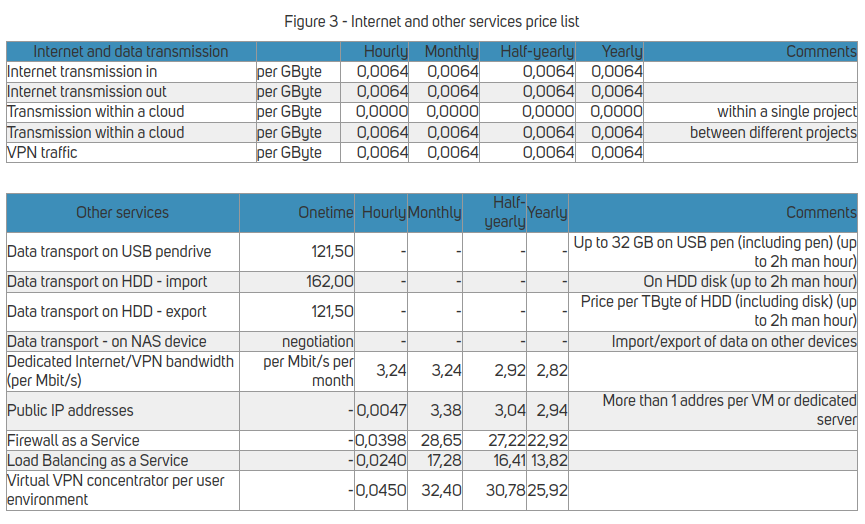 Figure 3 - Internet and other services price list
Internet and data transmission Hourly Monthly Half-yearly Yearly Comments
Internet transmission in per GByte 0,0064 0,0064 0,0064 0,0064
Internet transmission out per GByte 0,0064 0,0064 0,0064 0,0064
Transmission within a cloud per GByte 0,0000 0,0000 0,0000 0,0000 within a single project
Transmission within a cloud per GByte 0,0064 0,0064 0,0064 0,0064 between different projects
VPN traffic per GByte 0,0064 0,0064 0,0064 0,0064
Other services Onetime Hourly Monthly Half-
yearly Yearly Comments
Data transport on USB pendrive 121,50 - - - - Up to 32 GB on USB pen (including pen) (up
to 2h man hour)
Data transport on HDD - import 162,00 - - - - On HDD disk (up to 2h man hour)
Data transport on HDD - export 121,50 - - - - Price per TByte of HDD (including disk) (up
to 2h man hour)
Data transport - on NAS device negotiation - - - - Import/export of data on other devices
Dedicated Internet/VPN bandwidth
(per Mbit/s) per Mbit/s per
month 3,24 3,24 2,92 2,82
Public IP addresses - 0,0047 3,38 3,04 2,94 More than 1 addres per VM or dedicated
server
Firewall as a Service - 0,0398 28,65 27,22 22,92
Load Balancing as a Service - 0,0240 17,28 16,41 13,82
Virtual VPN concentrator per user
environment - 0,0450 32,40 30,78 25,92